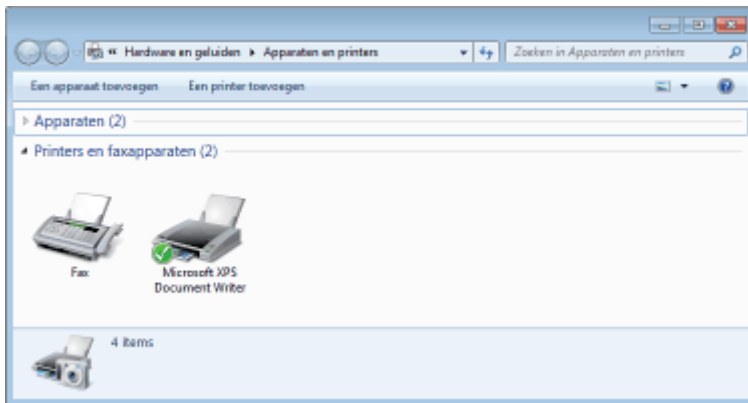 « Hardware en geluiden ▸ Apparaten en printers
Zoeken in Apparaten en printers
Een apparaat toevoegen Een printer toevoegen
Apparaten (2)
Printers en faxapparaten (2)
Fax
Microsoft XPS
Document Writer
4 items